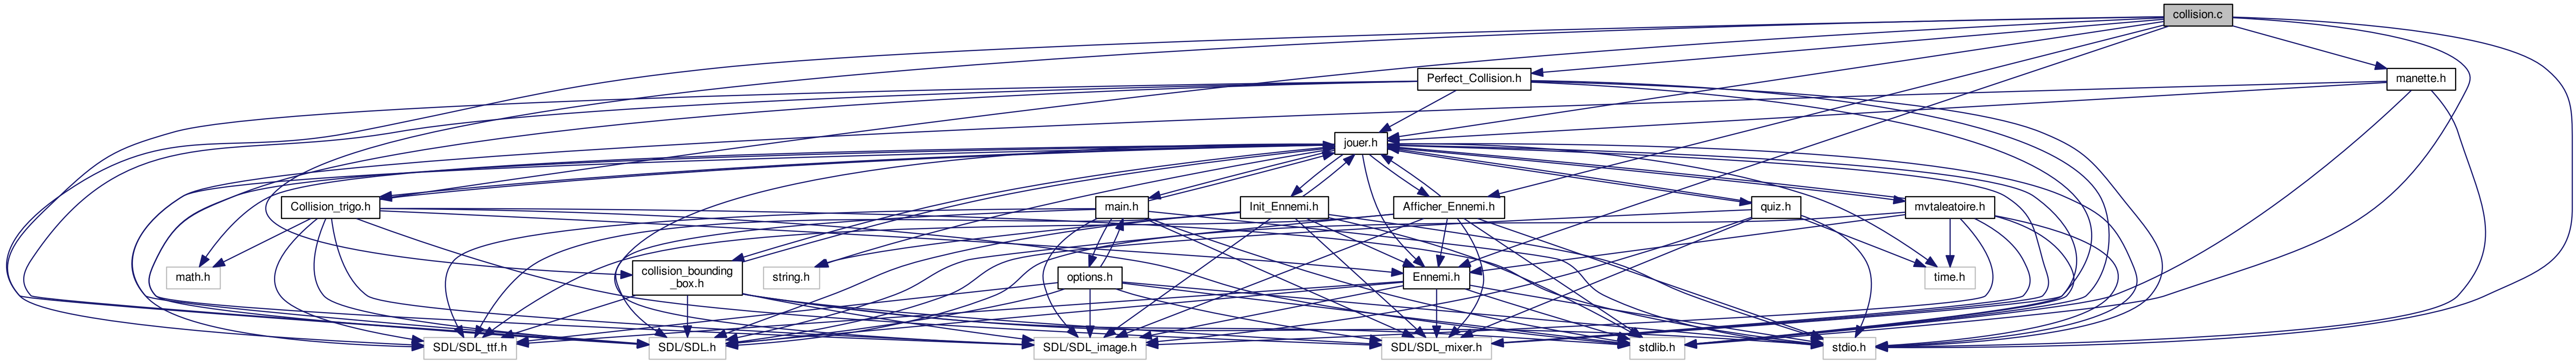 collision.c
Perfect_Collision.h
manette.h
jouer.h
Collision_trigo.h
main.h
Init_Ennemi.h
Afficher_Ennemi.h
quiz.h
mvtaleatoire.h
math.h
collision_bounding
_box.h
string.h
options.h
Ennemi.h
time.h
SDL/SDL_ttf.h
SDL/SDL.h
SDL/SDL_image.h
SDL/SDL_mixer.h
stdlib.h
stdio.h